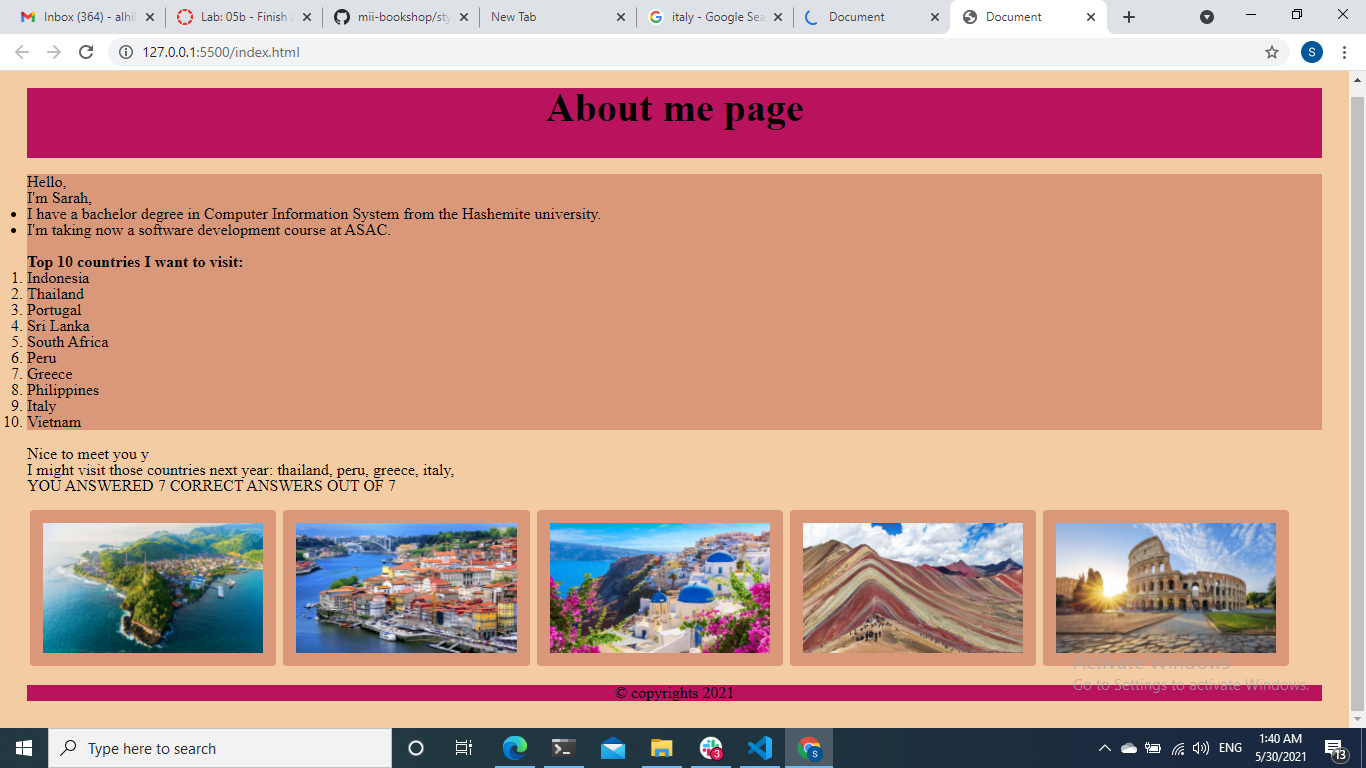 Inbox (364) - alhil
Lab: 05b - Finish a
mii-bookshop/sty
New Tab
italy - Google Sea
Document
Document
127.0.0.1:5500/index.html
S
About me page
Hello,
I'm Sarah,
• I have a bachelor degree in Computer Information System from the Hashemite university.
• I'm taking now a software development course at ASAC.
Top 10 countries I want to visit:
1. Indonesia
2. Thailand
3. Portugal
4. Sri Lanka
5. South Africa
6. Peru
7. Greece
8. Philippines
9. Italy
10. Vietnam
Nice to meet you y
I might visit those countries next year: thailand, peru, greece, italy,
YOU ANSWERED 7 CORRECT ANSWERS OUT OF 7
Activate Windows
Go to Settings to activate Windows.
© copyrights 2021
Type here to search
3
S
ENG
1:40 AM
5/30/2021
13